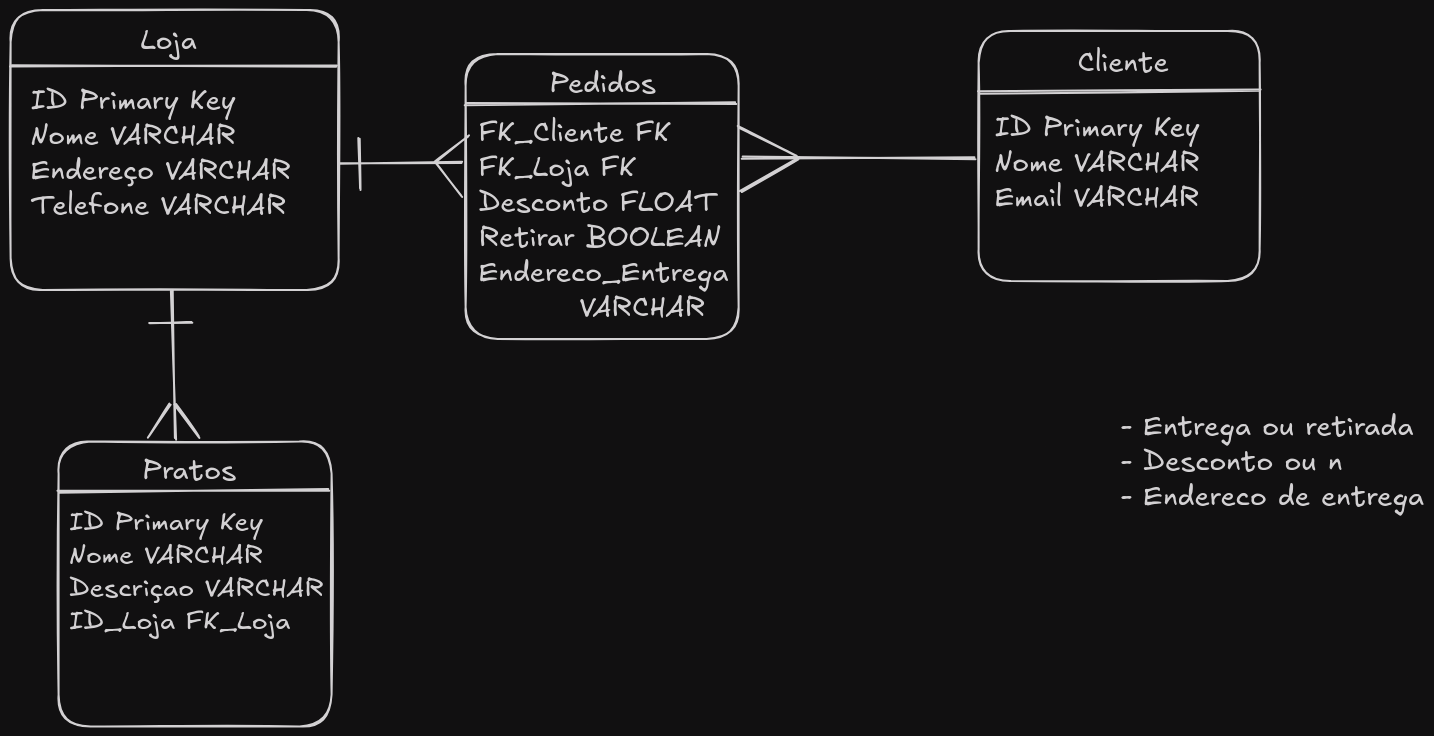 Loja
ID Primary Key
Nome VARCHAR
Endereço VARCHAR
Telefone VARCHAR
Pedidos
FK_Cliente FK
FK_Loja FK
Desconto FLOAT
Retirar BOOLEAN
Endereco_Entrega
VARCHAR
Cliente
ID Primary Key
Nome VARCHAR
Email VARCHAR
Pratos
ID Primary Key
Nome VARCHAR
Descriçao VARCHAR
ID_Loja FK_Loja
- Entrega ou retirada
- Desconto ou n
- Endereco de entrega